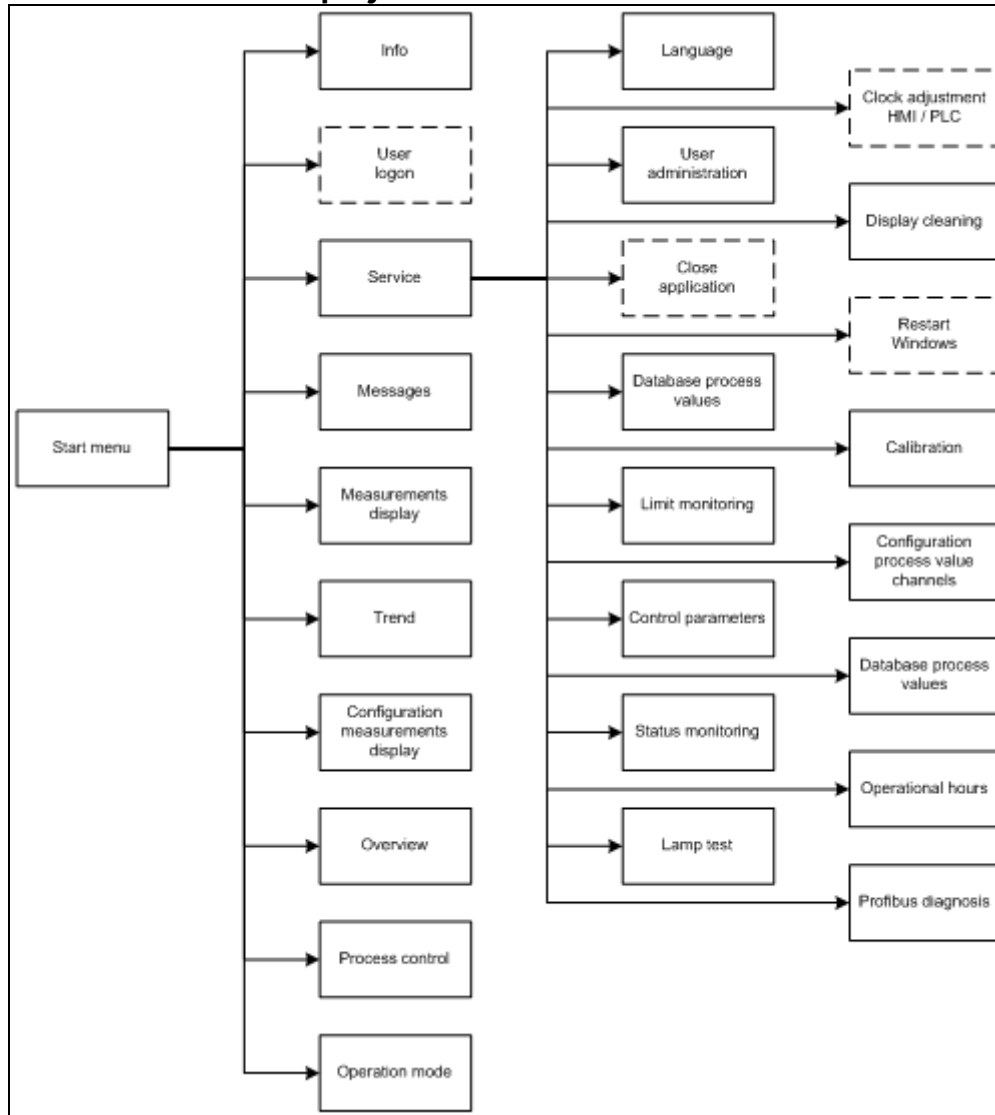 Info
Language
Clock adjustment
HMI / PLC
User
logon
User
administration
Display cleaning
Service
Close
application
Restart
Windows
Messages
Database process
values
Start menu
Calibration
Measurements
display
Limit monitoring
Configuration
process value
channels
Trend
Control parameters
Database process
values
Configuration
measurements
display
Status monitoring
Operational hours
Overview
Lamp test
Profibus diagnosis
Process control
Operation mode